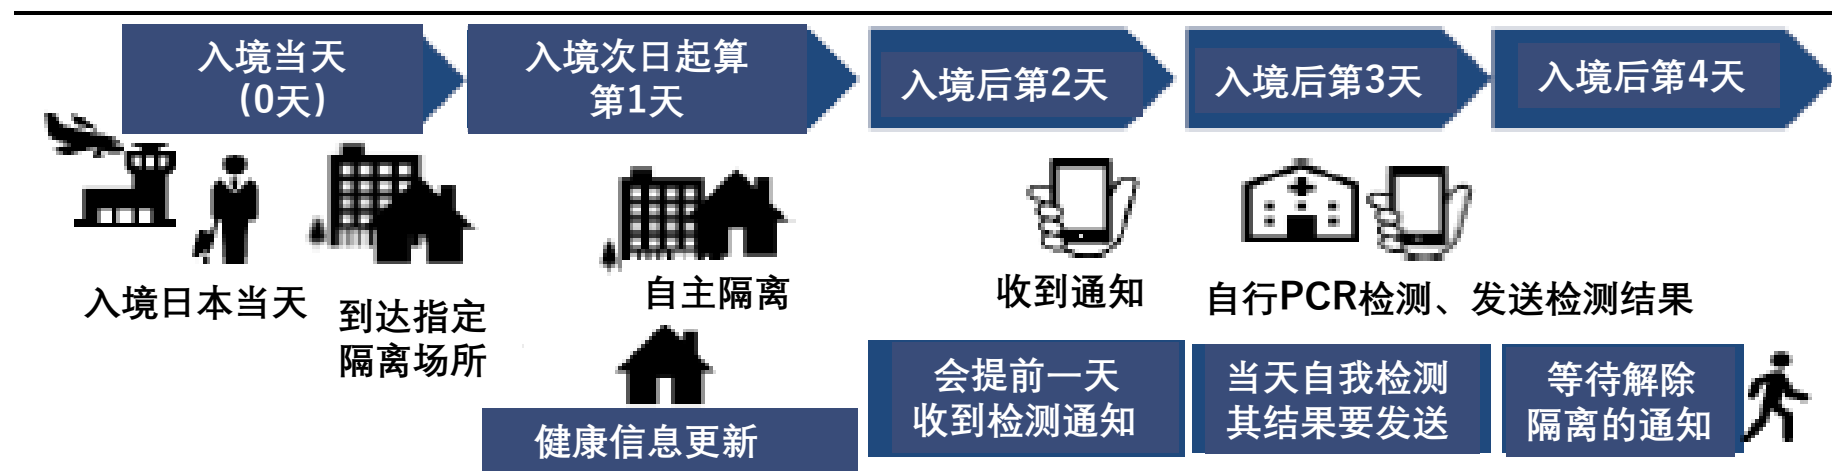 入境当天
(0天)
入境次日起算
第1天
入境后第2天
入境后第3天
入境后第4天
入境日本当天
到达指定
隔离场所
自主隔离
收到通知
自行PCR检测、发送检测结果
健康信息更新
会提前一天
收到检测通知
当天自我检测
其结果要发送
等待解除
隔离的通知